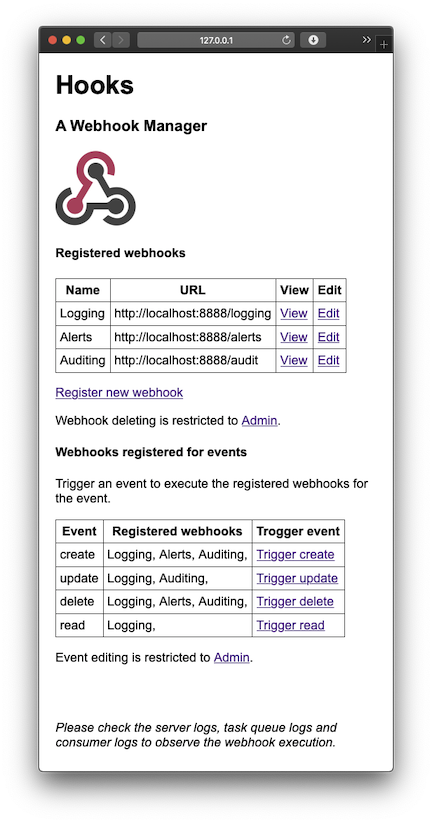 127.0.0.1
Hooks
A Webhook Manager
Registered webhooks
Name URL View Edit
Logging http://localhost:8888/logging View Edit
Alerts http://localhost:8888/alerts View Edit
Auditing http://localhost:8888/audit View Edit
Register new webhook
Webhook deleting is restricted to Admin.
Webhooks registered for events
Trigger an event to execute the registered webhooks for
the event.
Event Registered webhooks Trogger event
create Logging, Alerts, Auditing, Trigger create
update Logging, Auditing, Trigger update
delete Logging, Alerts, Auditing, Trigger delete
read Logging, Trigger read
Event editing is restricted to Admin.
Please check the server logs, task queue logs and
consumer logs to observe the webhook execution.